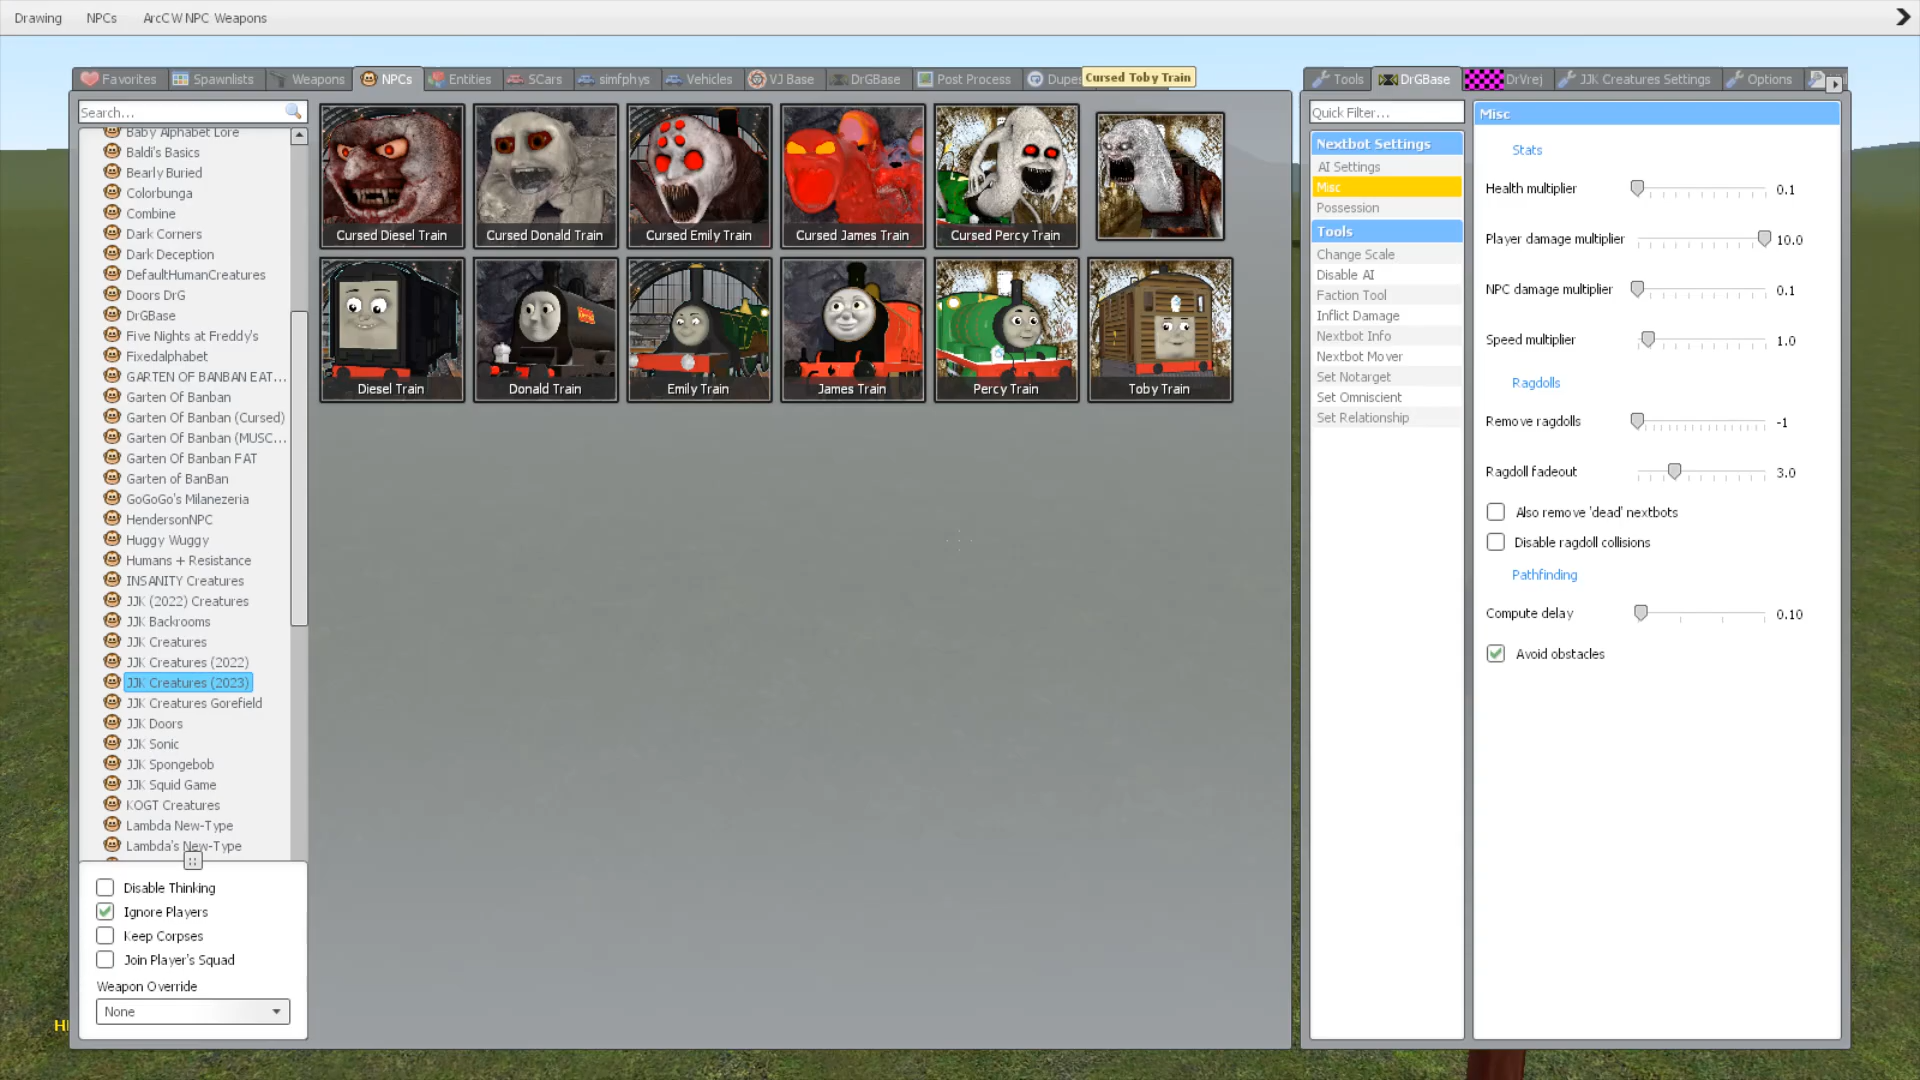 Drawing NPCs ArcCW NPC Weapons
Favorites Spawnlists Weapons NPCs Entities SCars simfphys Vehicles VJ Base DrGBase Post Process Dupes
Cursed Toby Train
Search...
Baby Alphabet Lore
Baldi's Basics
Bearly Buried
Colorbunga
Combine
Dark Corners
Dark Deception
DefaultHumanCreatures
Doors DrG
DrGBase
Five Nights at Freddy's
Fixedalphabet
GARTEN OF BANBAN EAT...
Garten Of Banban
Garten Of Banban (Cursed)
Garten Of Banban (MUSC...
Garten Of Banban FAT
Garten of BanBan
GoGoGo's Milanezeria
HendersonNPC
Huggy Wuggy
Humans + Resistance
INSANITY Creatures
JJK (2022) Creatures
JJK Backrooms
JJK Creatures
JJK Creatures (2022)
JJK Creatures (2023)
JJK Creatures Gorefield
JJK Doors
JJK Sonic
JJK Spongebob
JJK Squid Game
KOGT Creatures
Lambda New-Type
Lambda's New-Type
Disable Thinking
Ignore Players
Keep Corpses
Join Player's Squad
Weapon Override
None
Cursed Diesel Train Cursed Donald Train Cursed Emily Train Cursed James Train Cursed Percy Train
Diesel Train Donald Train Emily Train James Train Percy Train Toby Train
Tools DrGBase DrVrej JJK Creatures Settings Options
Quick Filter...
Nextbot Settings
AI Settings
Misc
Possession
Tools
Change Scale
Disable AI
Faction Tool
Inflict Damage
Nextbot Info
Nextbot Mover
Set Notarget
Set Omniscient
Set Relationship
Misc
Stats
Health multiplier 0.1
Player damage multiplier 10.0
NPC damage multiplier 0.1
Speed multiplier 1.0
Ragdolls
Remove ragdolls -1
Ragdoll fadeout 3.0
Also remove 'dead' nextbots
Disable ragdoll collisions
Pathfinding
Compute delay 0.10
Avoid obstacles